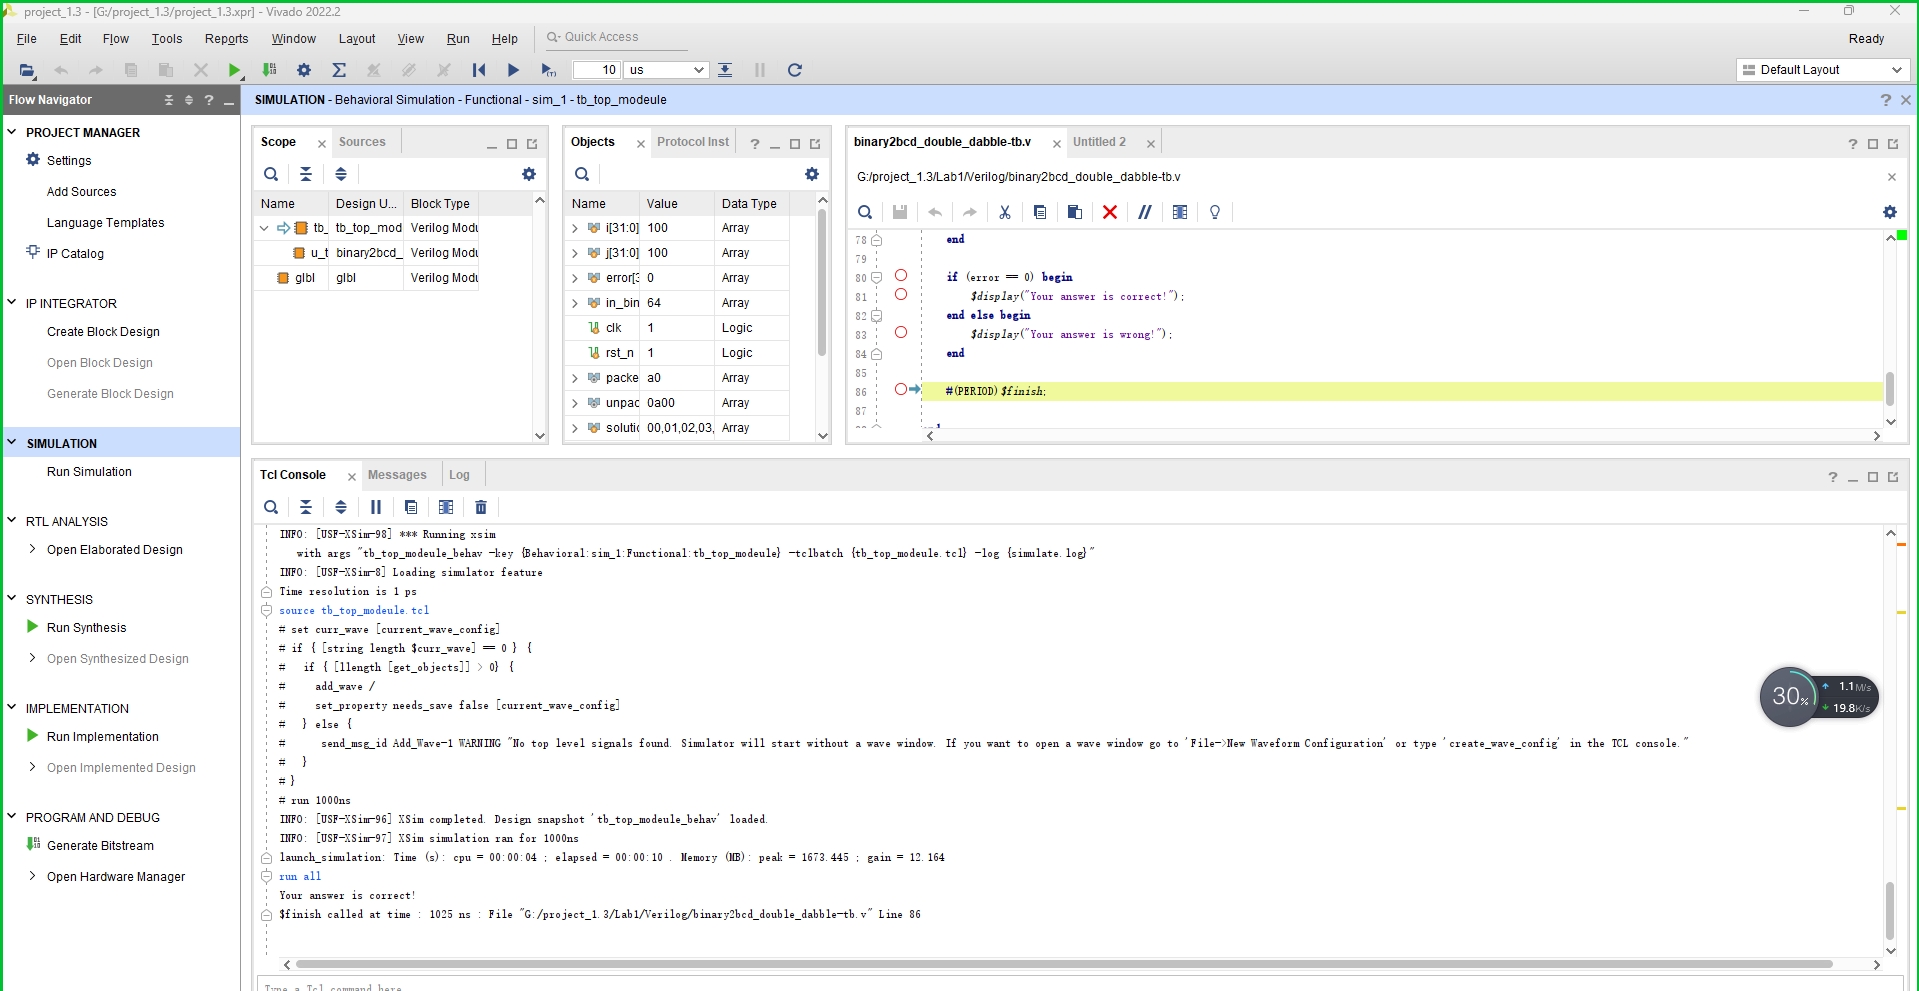 project_1.3 - [G:/project_1.3/project_1.3.xpr] - Vivado 2022.2
File Edit Flow Tools Reports Window Layout View Run Help Quick Access Ready
10 us Default Layout
Flow Navigator
SIMULATION - Behavioral Simulation - Functional - sim_1 - tb_top_modeule
PROJECT MANAGER
Settings
Add Sources
Language Templates
IP Catalog
IP INTEGRATOR
Create Block Design
Open Block Design
Generate Block Design
SIMULATION
Run Simulation
RTL ANALYSIS
Open Elaborated Design
SYNTHESIS
Run Synthesis
Open Synthesized Design
IMPLEMENTATION
Run Implementation
Open Implemented Design
PROGRAM AND DEBUG
Generate Bitstream
Open Hardware Manager
Scope Sources
Name Design U... Block Type
tb_ tb_top_mod Verilog Modu
u_t binary2bcd_ Verilog Modu
glbl glbl Verilog Modu
Objects Protocol Inst
Name Value Data Type
i[31:0] 100 Array
j[31:0] 100 Array
error[3 0 Array
in_bin 64 Array
clk 1 Logic
rst_n 1 Logic
packe a0 Array
unpac 0a00 Array
solutio 00,01,02,03, Array
binary2bcd_double_dabble-tb.v Untitled 2
G:/project_1.3/Lab1/Verilog/binary2bcd_double_dabble-tb.v
78 end
79
80 if (error == 0) begin
81 $display("Your answer is correct!");
82 end else begin
83 $display("Your answer is wrong!");
84 end
85
86 #(PERIOD)$finish;
87
Tcl Console Messages Log
INFO: [USF-XSim-98] *** Running xsim
with args "tb_top_modeule_behav -key {Behavioral:sim_1:Functional:tb_top_modeule} -tclbatch {tb_top_modeule.tcl} -log {simulate.log}"
INFO: [USF-XSim-8] Loading simulator feature
Time resolution is 1 ps
source tb_top_modeule.tcl
# set curr_wave [current_wave_config]
# if { [string length $curr_wave] == 0 } {
# if { [llength [get_objects]] > 0} {
# add_wave /
# set_property needs_save false [current_wave_config]
# } else {
# send_msg_id Add_Wave-1 WARNING "No top level signals found. Simulator will start without a wave window. If you want to open a wave window go to 'File->New Waveform Configuration' or type 'create_wave_config' in the TCL console."
# }
# }
# run 1000ns
INFO: [USF-XSim-96] XSim completed. Design snapshot 'tb_top_modeule_behav' loaded.
INFO: [USF-XSim-97] XSim simulation ran for 1000ns
launch_simulation: Time (s): cpu = 00:00:04 ; elapsed = 00:00:10 . Memory (MB): peak = 1673.445 ; gain = 12.164
run all
Your answer is correct!
$finish called at time : 1025 ns : File "G:/project_1.3/Lab1/Verilog/binary2bcd_double_dabble-tb.v" Line 86
Type a Tcl command here
30% 1.1M/s
19.8K/s